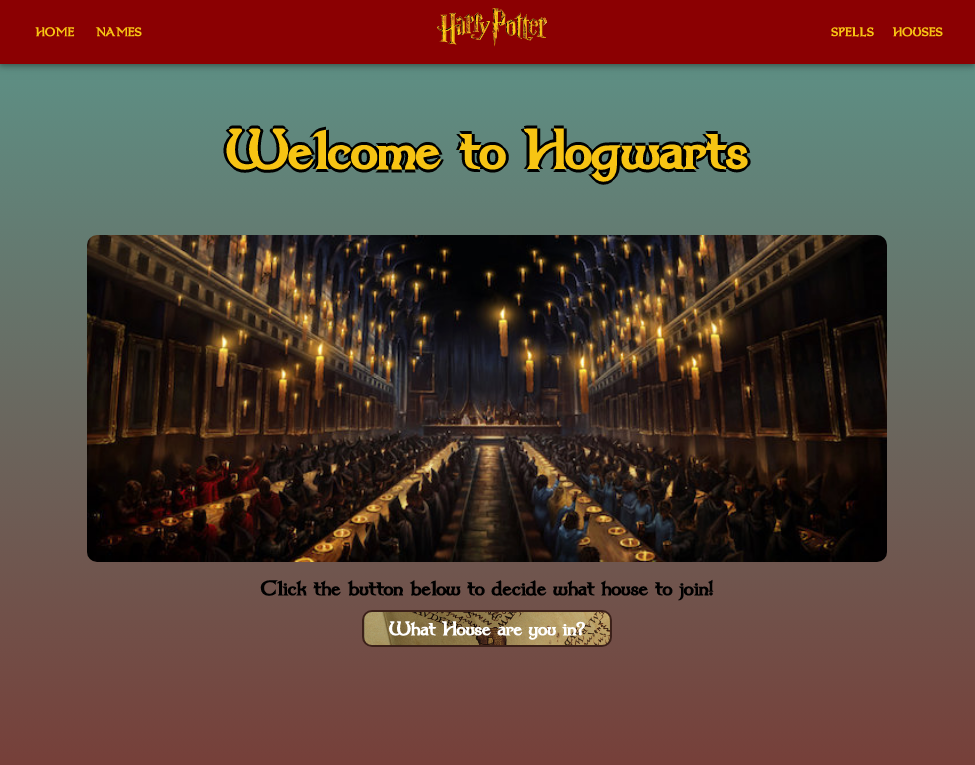 HOME NAMES Harry Potter SPELLS HOUSES
Welcome to Hogwarts
Click the button below to decide what house to join!
What House are you in?